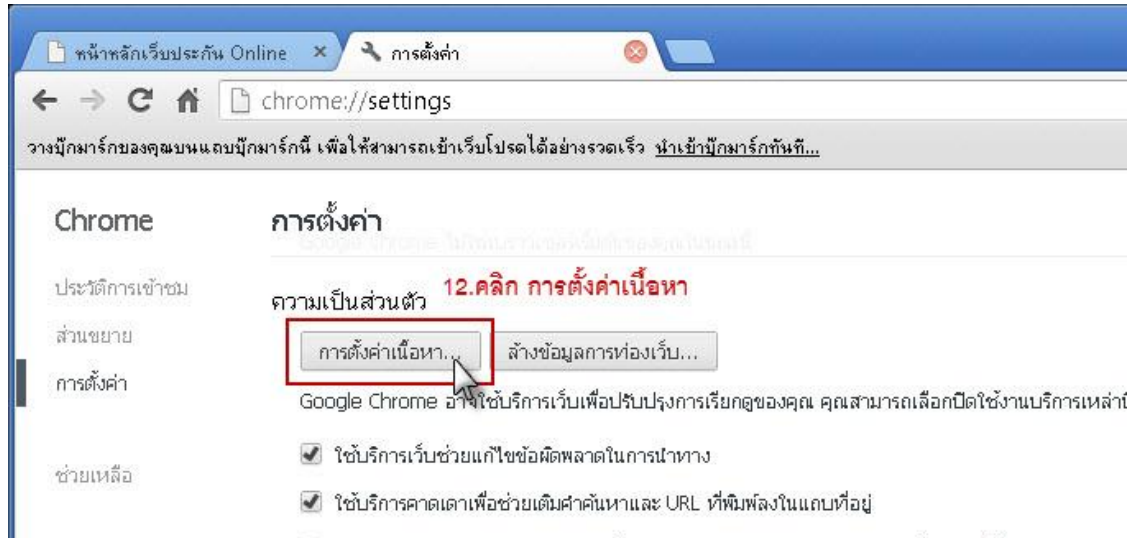 หน้าหลักเว็บประกัน Online
การตั้งค่า
chrome://settings
วางบุ๊กมาร์กของคุณบนแถบบุ๊กมาร์กนี้ เพื่อให้สามารถเข้าเว็บโปรดได้อย่างรวดเร็ว นำเข้าบุ๊กมาร์กทันที...
Chrome
การตั้งค่า
ประวัติการเข้าชม
ส่วนขยาย
การตั้งค่า
ช่วยเหลือ
12.คลิก การตั้งค่าเนื้อหา
ความเป็นส่วนตัว
การตั้งค่าเนื้อหา... ล้างข้อมูลการท่องเว็บ...
Google Chrome อาจใช้บริการเว็บเพื่อปรับปรุงการเรียกดูของคุณ คุณสามารถเลือกปิดใช้งานบริการเหล่านี้
ใช้บริการเว็บช่วยแก้ไขข้อผิดพลาดในการนำทาง
ใช้บริการคาดเดาเพื่อช่วยเติมคำค้นหาและ URL ที่พิมพ์ลงในแถบที่อยู่